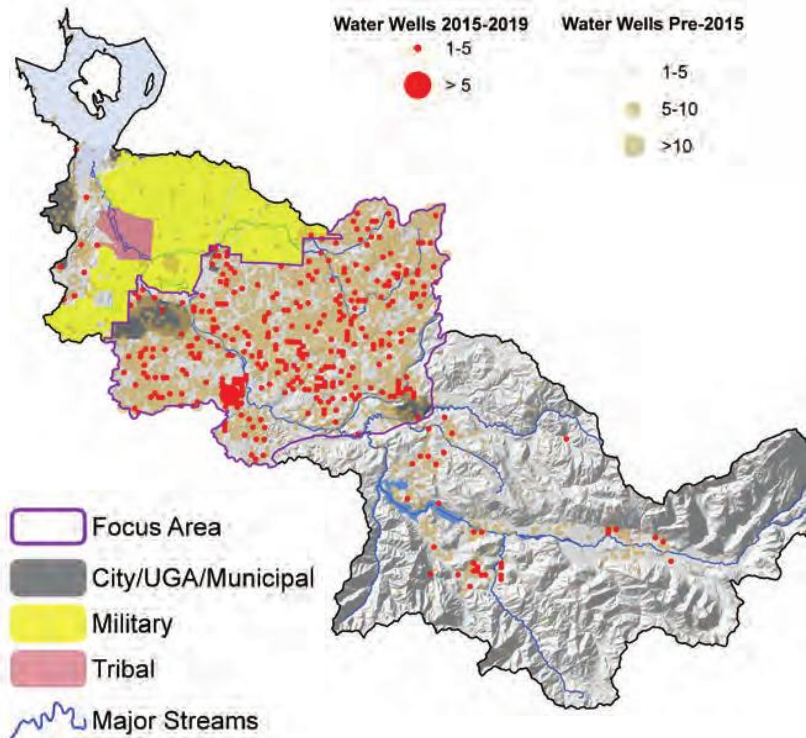 Water Wells 2015-2019
1-5
> 5
Water Wells Pre-2015
1-5
5-10
>10
Focus Area
City/UGA/Municipal
Military
Tribal
Major Streams